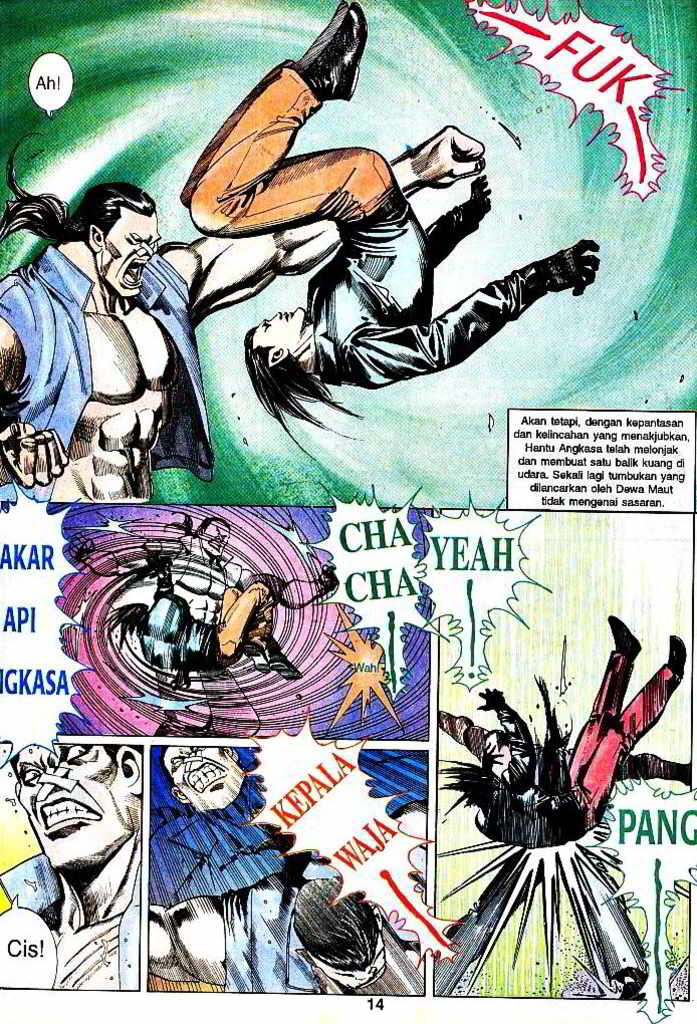 Ah!
FUK
Akan tetapi, dengan kepantasan
dan kelincahan yang menakjubkan,
Hantu Angkasa telah melonjak
dan membuat satu balik kuang di
udara. Sekali lagi tumbukan yang
dilancarkan oleh Dewa Maut
tidak mengenai sasaran.
AKAR
API
NGKASA
CHA
CHA
!
Wah!
YEAH
!
Cis!
KEPALA
WAJA
!
PANG
!
14